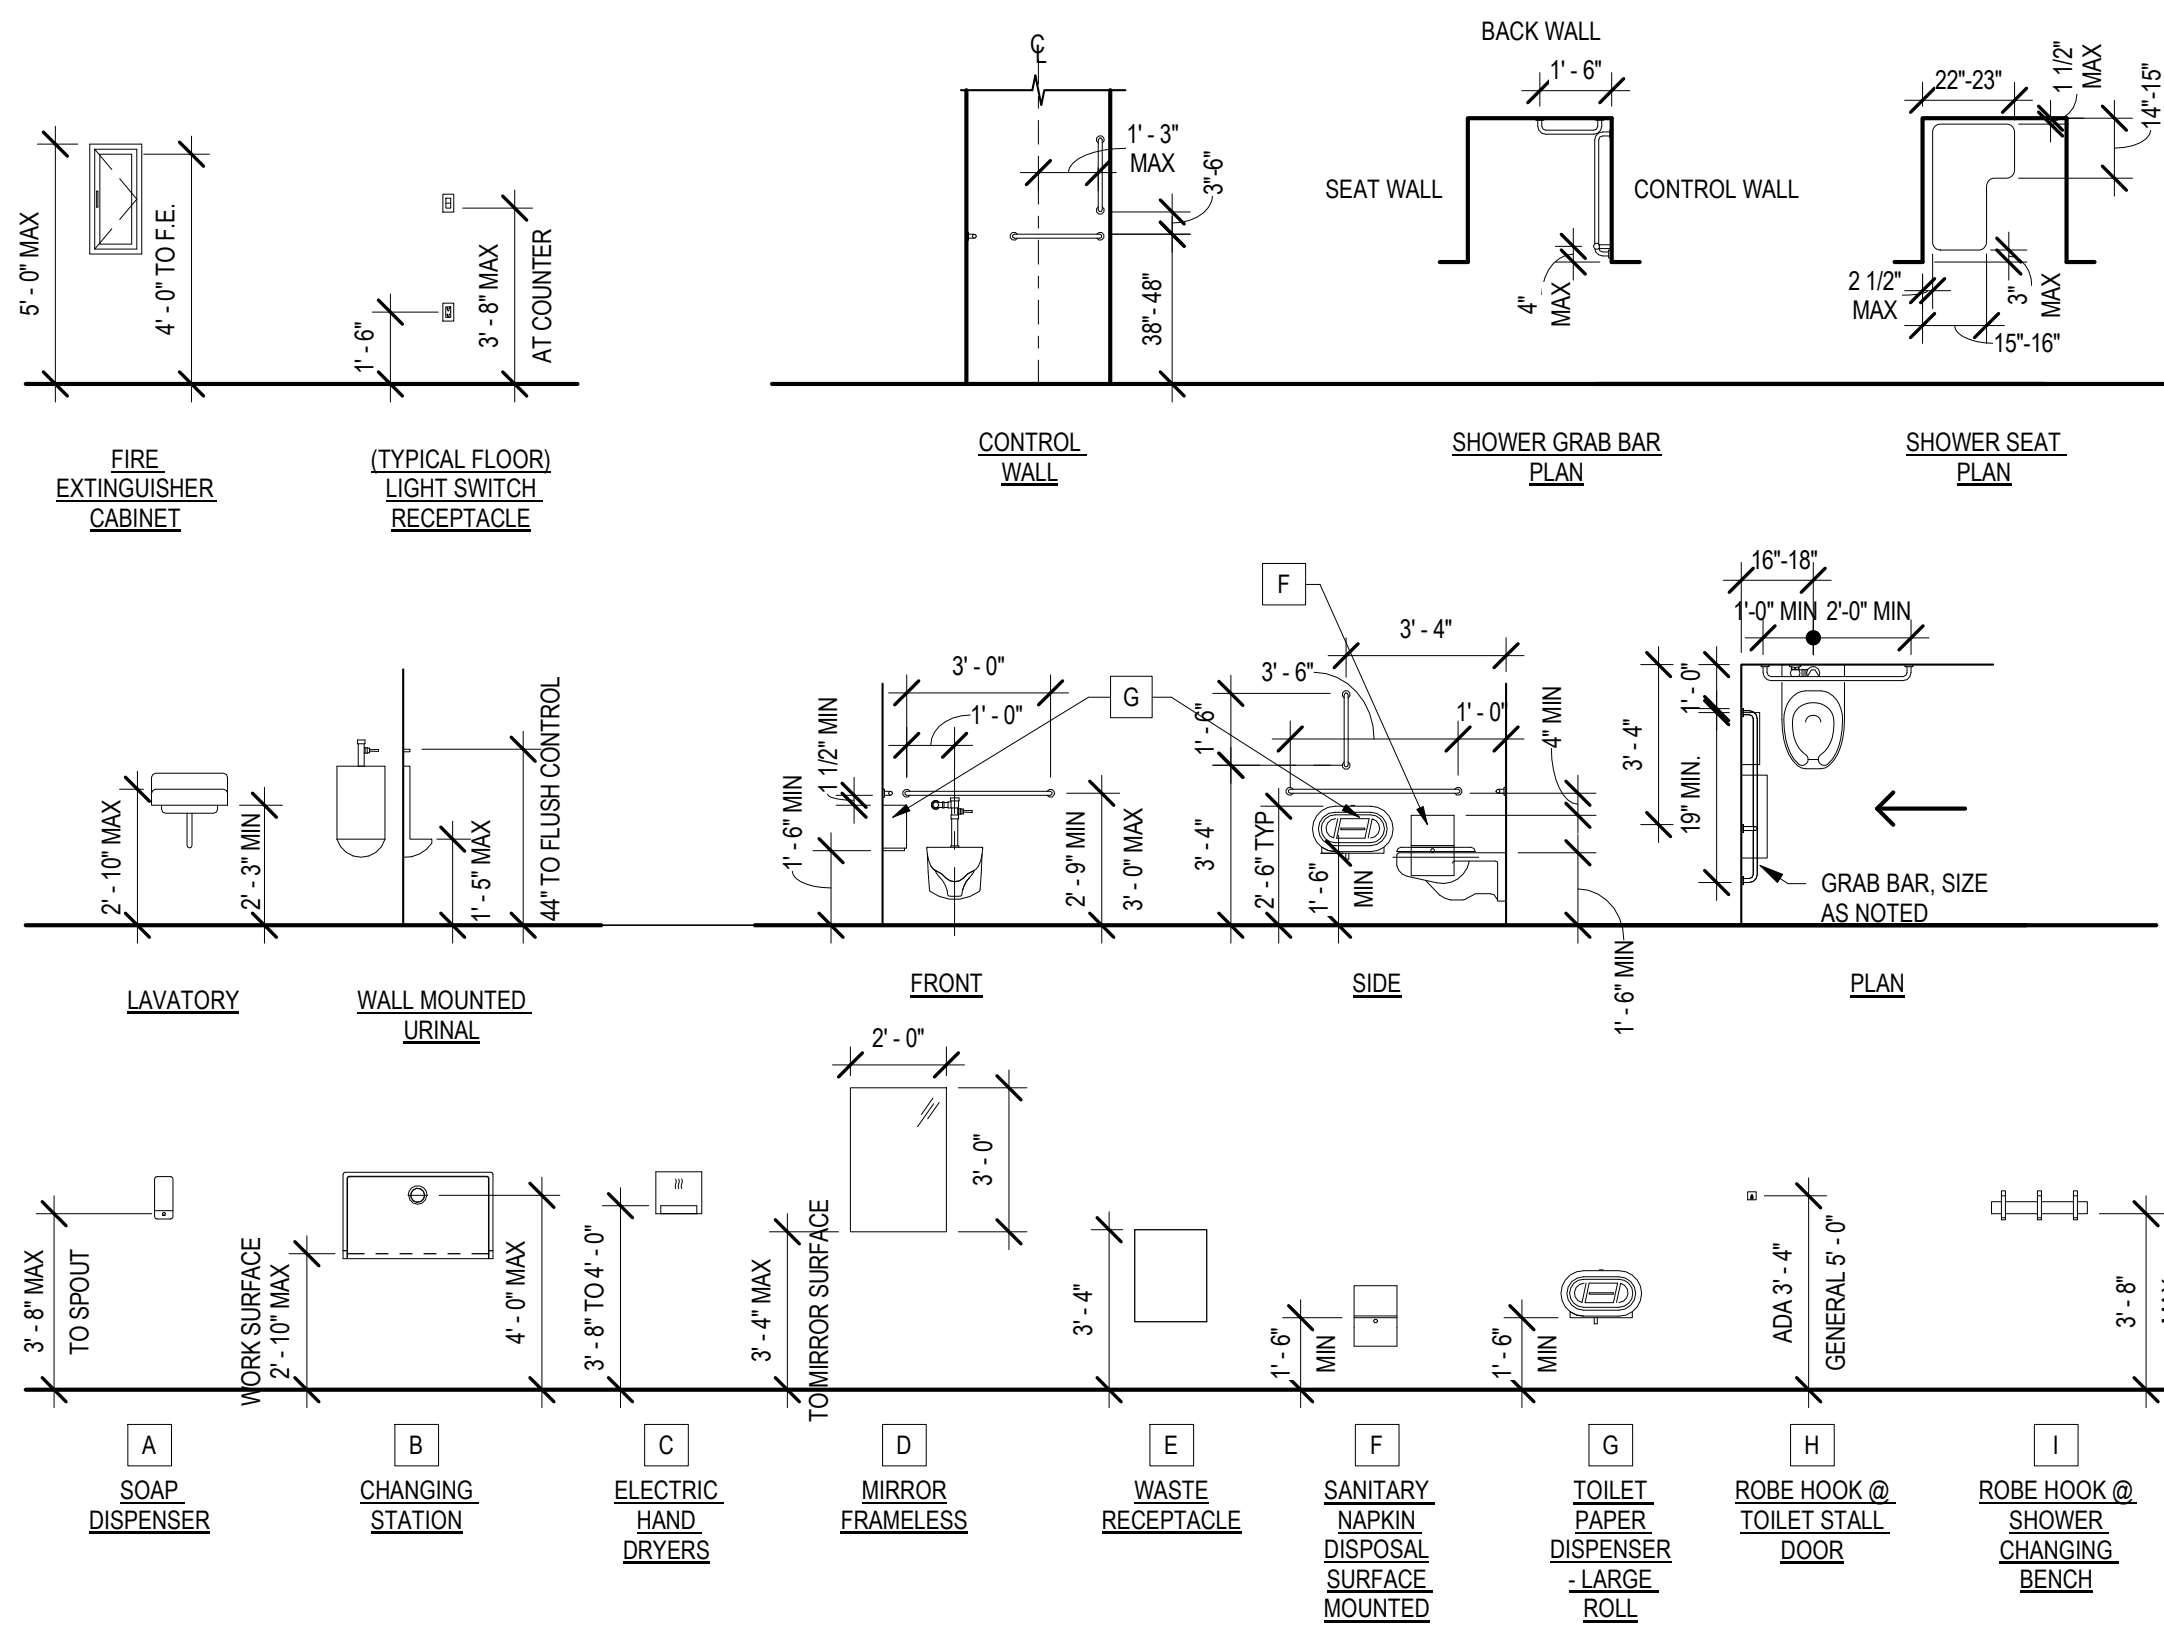 BACK WALL
1' - 6"
22"-23"
1 1/2"
MAX
14"-15"
℄
1' - 3"
MAX
3"-6"
SEAT WALL
CONTROL WALL
5' - 0" MAX
4' - 0" TO F.E.
1' - 6"
3' - 8" MAX
AT COUNTER
38"- 48"
4"
MAX
2 1/2"
MAX
3"
MAX
15"-16"
FIRE
EXTINGUISHER
CABINET
(TYPICAL FLOOR)
LIGHT SWITCH
RECEPTACLE
CONTROL
WALL
SHOWER GRAB BAR
PLAN
SHOWER SEAT
PLAN
F
16"-18"
1'-0" MIN
2'-0" MIN
3' - 4"
3' - 0"
3' - 6"
G
1' - 0"
1' - 6"
1' - 0"
4" MIN
1' - 0"
3' - 4"
19" MIN.
2' - 10" MAX
2' - 3" MIN
1' - 5" MAX
44" TO FLUSH CONTROL
1' - 6" MIN
1 1/2" MIN
2' - 9" MIN
3' - 0" MAX
3' - 4"
2' - 6" TYP
1' - 6"
MIN
1' - 6" MIN
GRAB BAR, SIZE
AS NOTED
LAVATORY
WALL MOUNTED
URINAL
FRONT
SIDE
PLAN
2' - 0"
3' - 0"
3' - 8" MAX
TO SPOUT
WORK SURFACE
2' - 10" MAX
4' - 0" MAX
3' - 8" TO 4' - 0"
3' - 4" MAX
TO MIRROR SURFACE
3' - 4"
1' - 6"
MIN
1' - 6"
MIN
ADA 3' - 4"
GENERAL 5' - 0"
3' - 8"
A
SOAP
DISPENSER
B
CHANGING
STATION
C
ELECTRIC
HAND
DRYERS
D
MIRROR
FRAMELESS
E
WASTE
RECEPTACLE
F
SANITARY
NAPKIN
DISPOSAL
SURFACE
MOUNTED
G
TOILET
PAPER
DISPENSER
- LARGE
ROLL
H
ROBE HOOK @
TOILET STALL
DOOR
I
ROBE HOOK @
SHOWER
CHANGING
BENCH